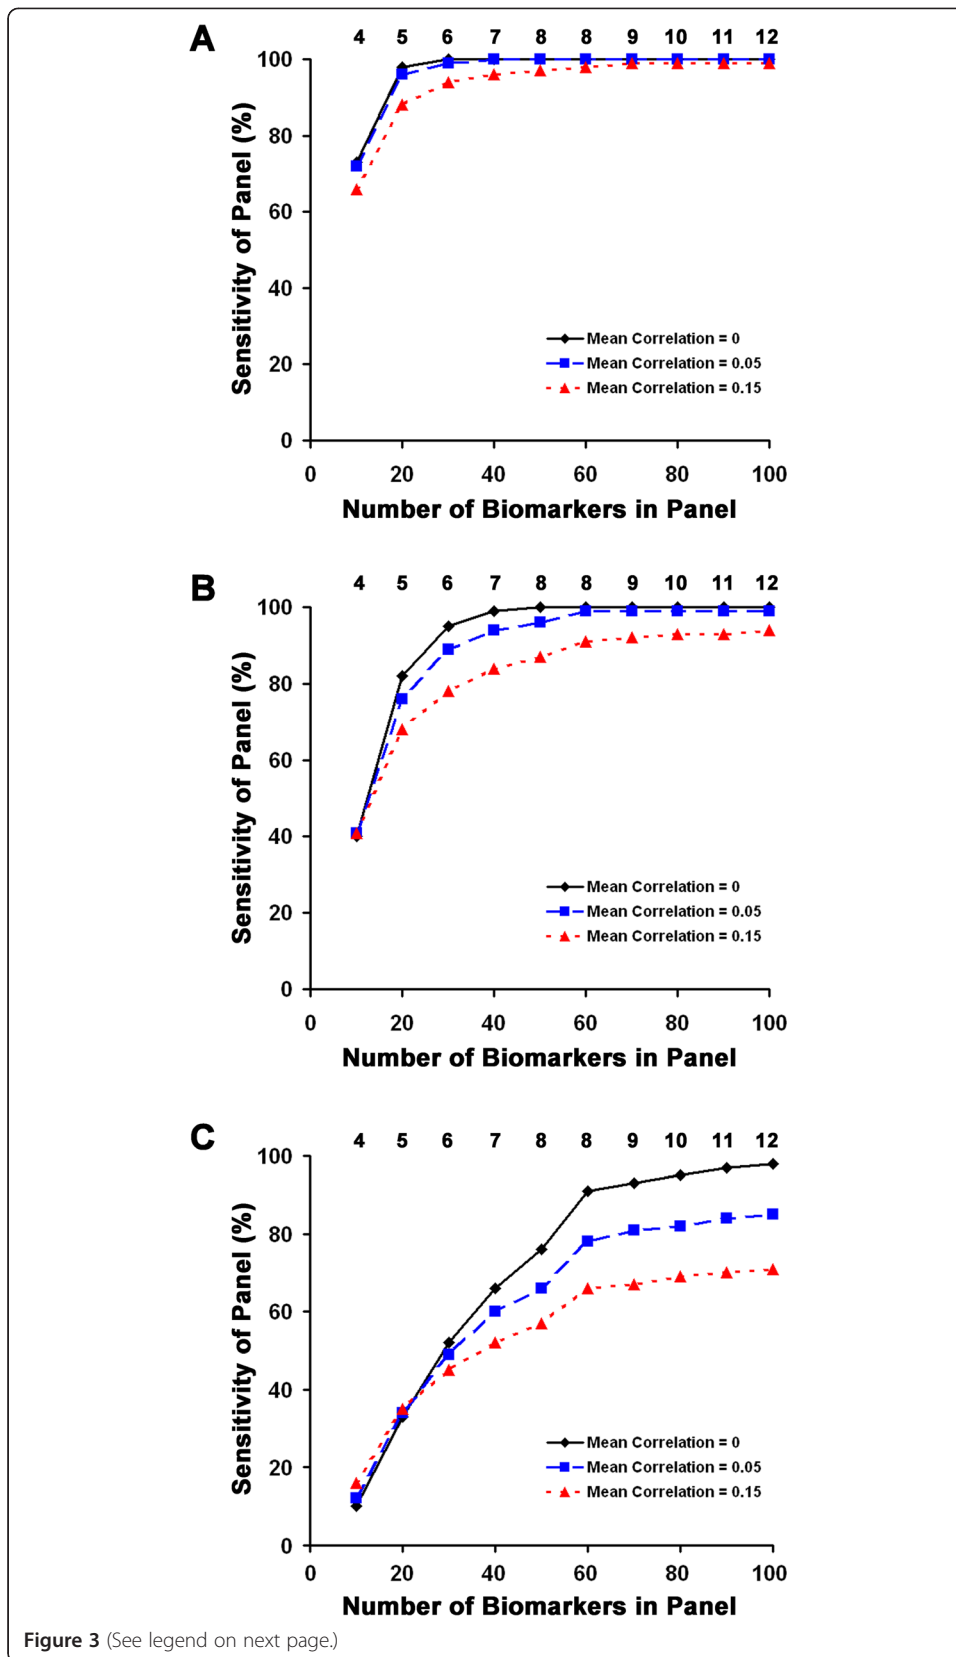 A
4 5 6 7 8 8 9 10 11 12
100
80
60
40
20
0
Sensitivity of Panel (%)
Mean Correlation = 0
Mean Correlation = 0.05
Mean Correlation = 0.15
0 20 40 60 80 100
Number of Biomarkers in Panel
B
4 5 6 7 8 8 9 10 11 12
100
80
60
40
20
0
Sensitivity of Panel (%)
Mean Correlation = 0
Mean Correlation = 0.05
Mean Correlation = 0.15
0 20 40 60 80 100
Number of Biomarkers in Panel
C
4 5 6 7 8 8 9 10 11 12
100
80
60
40
20
0
Sensitivity of Panel (%)
Mean Correlation = 0
Mean Correlation = 0.05
Mean Correlation = 0.15
0 20 40 60 80 100
Number of Biomarkers in Panel
Figure 3 (See legend on next page.)